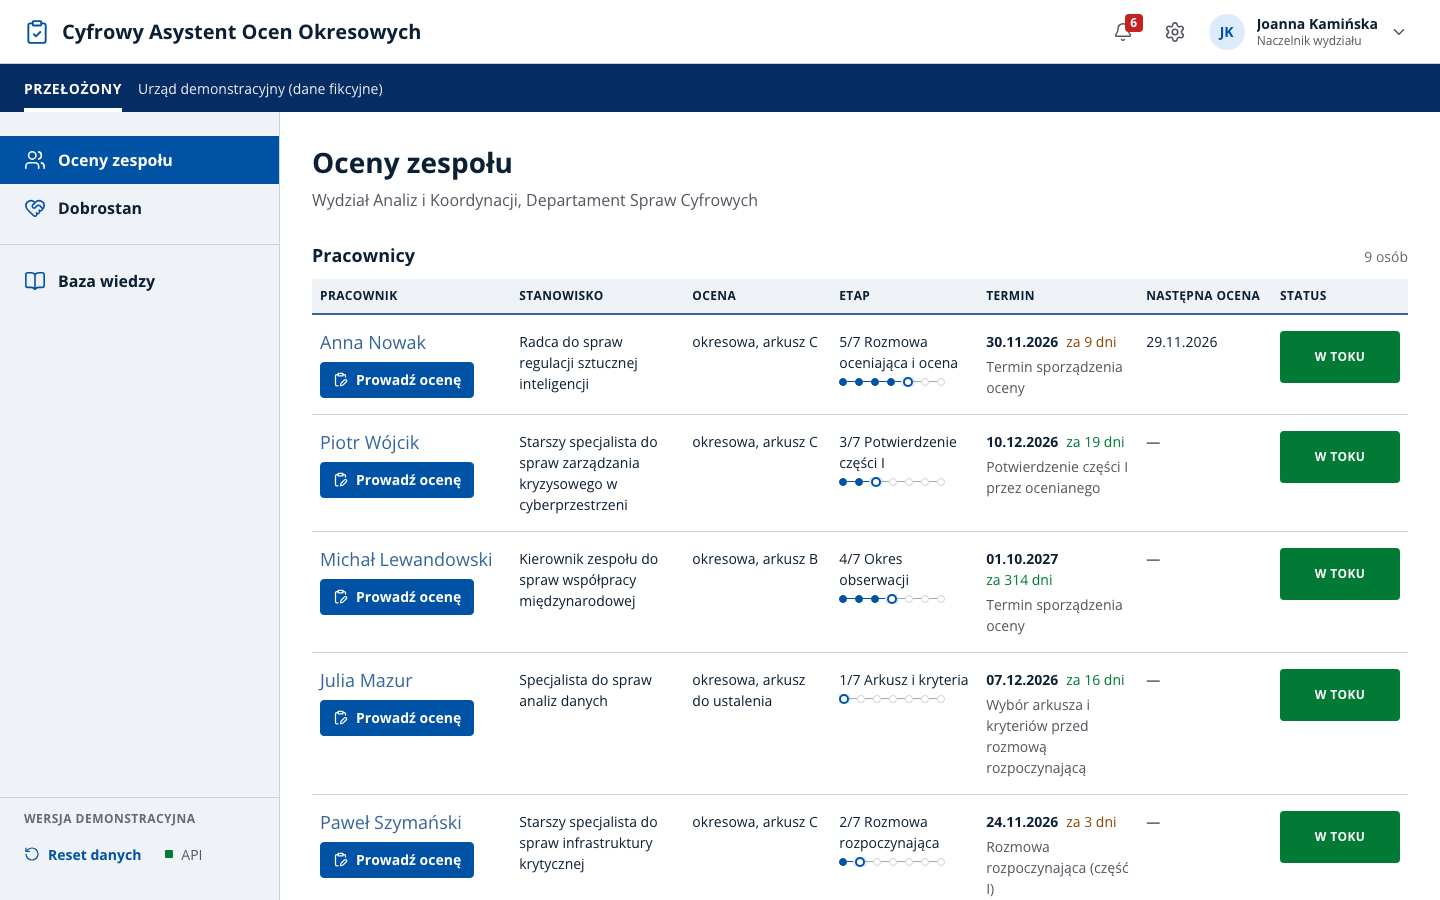 Cyfrowy Asystent Ocen Okresowych
6
JK
Joanna Kamińska
Naczelnik wydziału
PRZEŁOŻONY
Urząd demonstracyjny (dane fikcyjne)
Oceny zespołu
Dobrostan
Baza wiedzy
WERSJA DEMONSTRACYJNA
Reset danych
API
Oceny zespołu
Wydział Analiz i Koordynacji, Departament Spraw Cyfrowych
Pracownicy
9 osób
PRACOWNIK STANOWISKO OCENA ETAP TERMIN NASTĘPNA OCENA STATUS
Anna Nowak
Prowadź ocenę
Radca do spraw
regulacji sztucznej
inteligencji
okresowa, arkusz C
5/7 Rozmowa
oceniająca i ocena
30.11.2026 za 9 dni
Termin sporządzenia
oceny
29.11.2026
W TOKU
Piotr Wójcik
Prowadź ocenę
Starszy specjalista do
spraw zarządzania
kryzysowego w
cyberprzestrzeni
okresowa, arkusz C
3/7 Potwierdzenie
części I
10.12.2026 za 19 dni
Potwierdzenie części I
przez ocenianego
—
W TOKU
Michał Lewandowski
Prowadź ocenę
Kierownik zespołu do
spraw współpracy
międzynarodowej
okresowa, arkusz B
4/7 Okres
obserwacji
01.10.2027
za 314 dni
Termin sporządzenia
oceny
—
W TOKU
Julia Mazur
Prowadź ocenę
Specjalista do spraw
analiz danych
okresowa, arkusz
do ustalenia
1/7 Arkusz i kryteria
07.12.2026 za 16 dni
Wybór arkusza i
kryteriów przed
rozmową
rozpoczynającą
—
W TOKU
Paweł Szymański
Prowadź ocenę
Starszy specjalista do
spraw infrastruktury
krytycznej
okresowa, arkusz C
2/7 Rozmowa
rozpoczynająca
24.11.2026 za 3 dni
Rozmowa
rozpoczynająca (część
I)
—
W TOKU